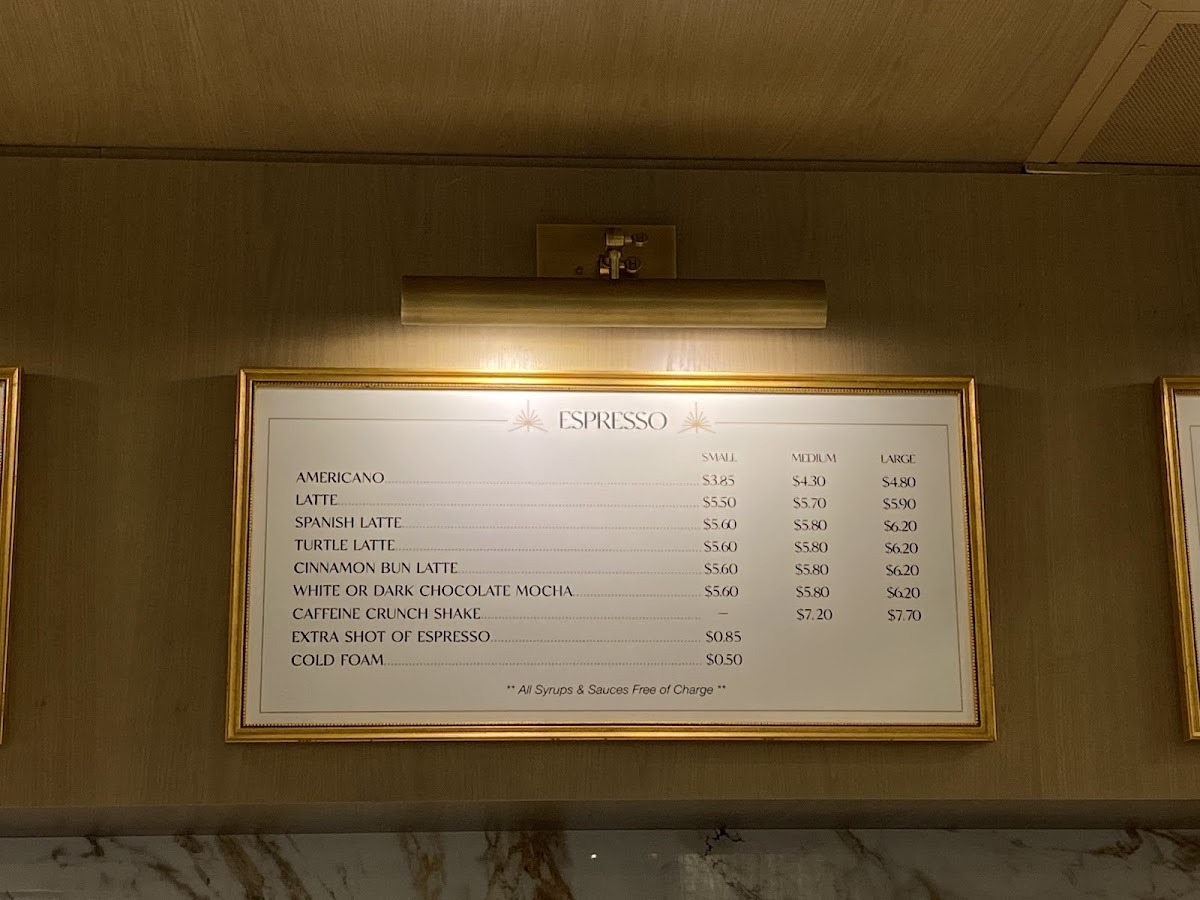 ESPRESSO
SMALL MEDIUM LARGE
AMERICANO $3.85 $4.30 $4.80
LATTE $5.50 $5.70 $5.90
SPANISH LATTE $5.60 $5.80 $6.20
TURTLE LATTE $5.60 $5.80 $6.20
CINNAMON BUN LATTE $5.60 $5.80 $6.20
WHITE OR DARK CHOCOLATE MOCHA $5.60 $5.80 $6.20
CAFFEINE CRUNCH SHAKE — $7.20 $7.70
EXTRA SHOT OF ESPRESSO $0.85
COLD FOAM $0.50
** All Syrups & Sauces Free of Charge **